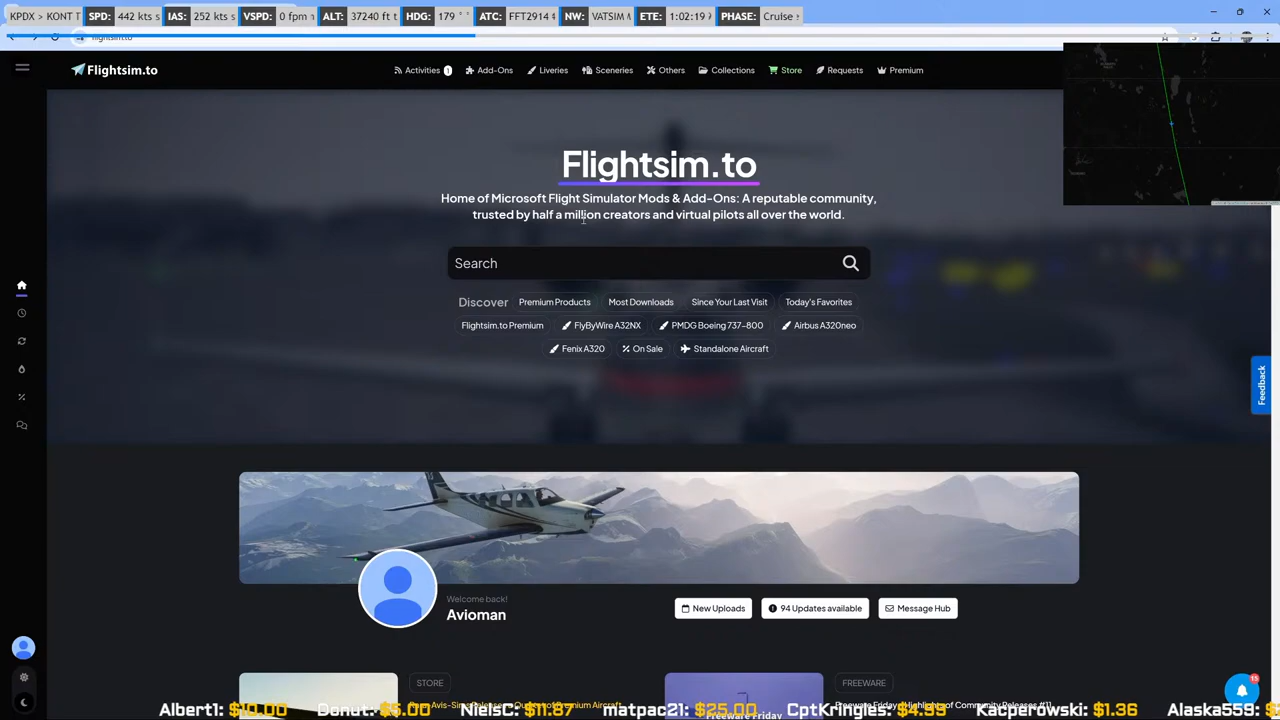 KPDX > KONT T SPD: 442 kts s IAS: 252 kts s VSPD: 0 fpm ALT: 37240 ft t HDG: 179 ° ATC: FFT2914 NW: VATSIM ETE: 1:02:19 PHASE: Cruise
flightsim.to
Flightsim.to Activities 1 Add-Ons Liveries Sceneries Others Collections Store Requests Premium
Flightsim.to
Home of Microsoft Flight Simulator Mods & Add-Ons: A reputable community,
trusted by half a million creators and virtual pilots all over the world.
Search
Discover Premium Products Most Downloads Since Your Last Visit Today's Favorites
Flightsim.to Premium FlyByWire A32NX PMDG Boeing 737-800 Airbus A320neo
Fenix A320 On Sale Standalone Aircraft
Feedback
Welcome back!
Avioman
New Uploads 94 Updates available Message Hub
STORE FREEWARE
Freeware Friday
Albert1: $10.00 Donut: $5.00 NielsC: $11.87 matpac21: $25.00 CptKringles: $4.99 Kacperowski: $1.36 Alaska559: $